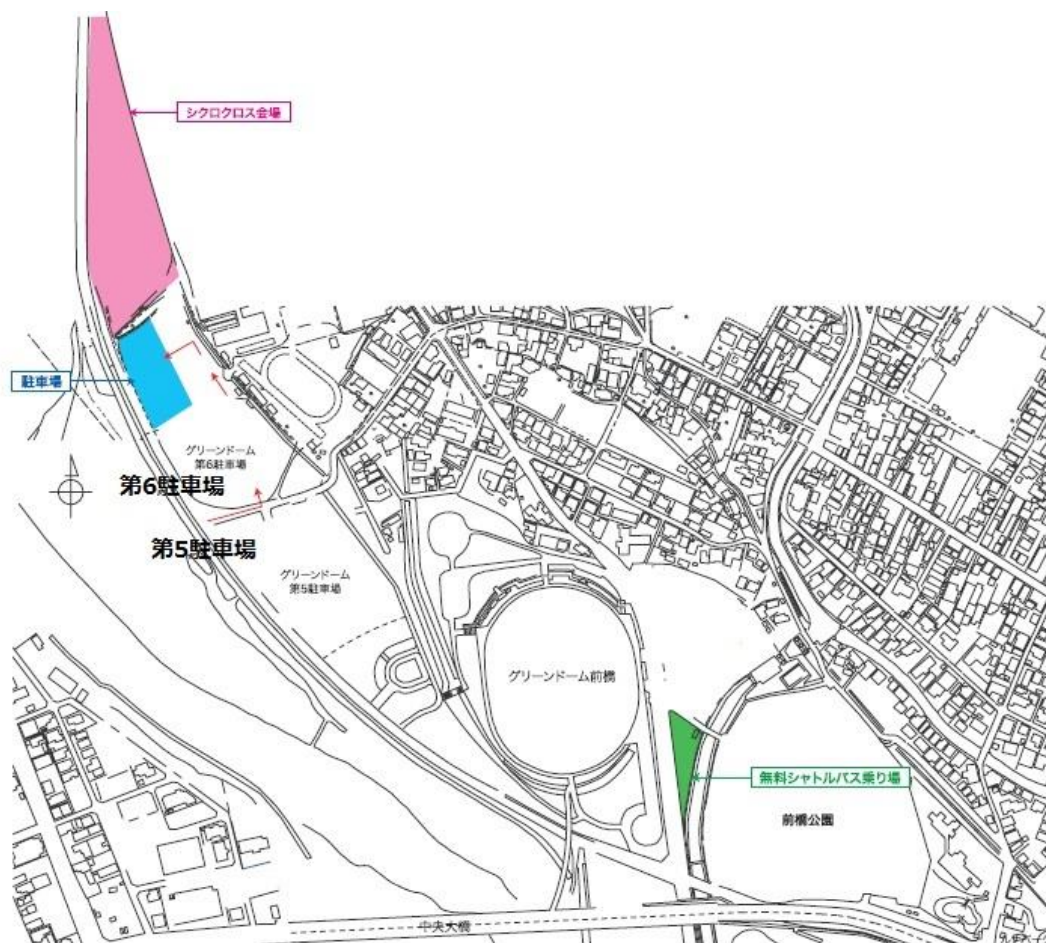 シクロクロス会場
駐車場
グリーンドーム
第6駐車場
第6駐車場
第5駐車場
グリーンドーム
第5駐車場
グリーンドーム前橋
無料シャトルバス乗り場
前橋公園
中央大橋